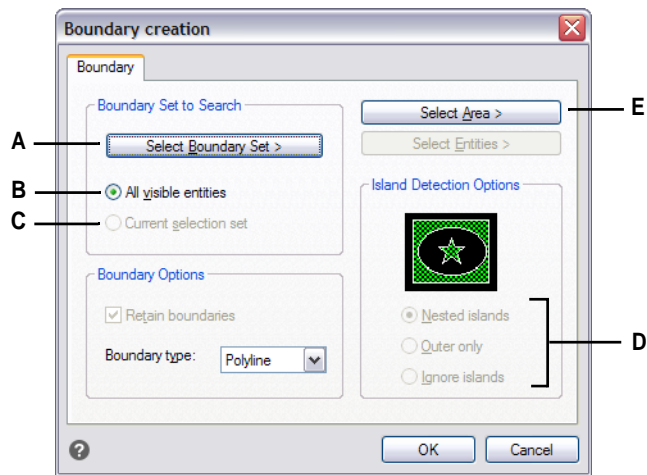 Boundary creation
Boundary
Boundary Set to Search
A
Select Boundary Set >
B
All visible entities
C
Current selection set
Boundary Options
Retain boundaries
Boundary type:
Polyline
Select Area >
E
Select Entities >
Island Detection Options
Nested islands
Outer only
Ignore islands
D
?
OK
Cancel